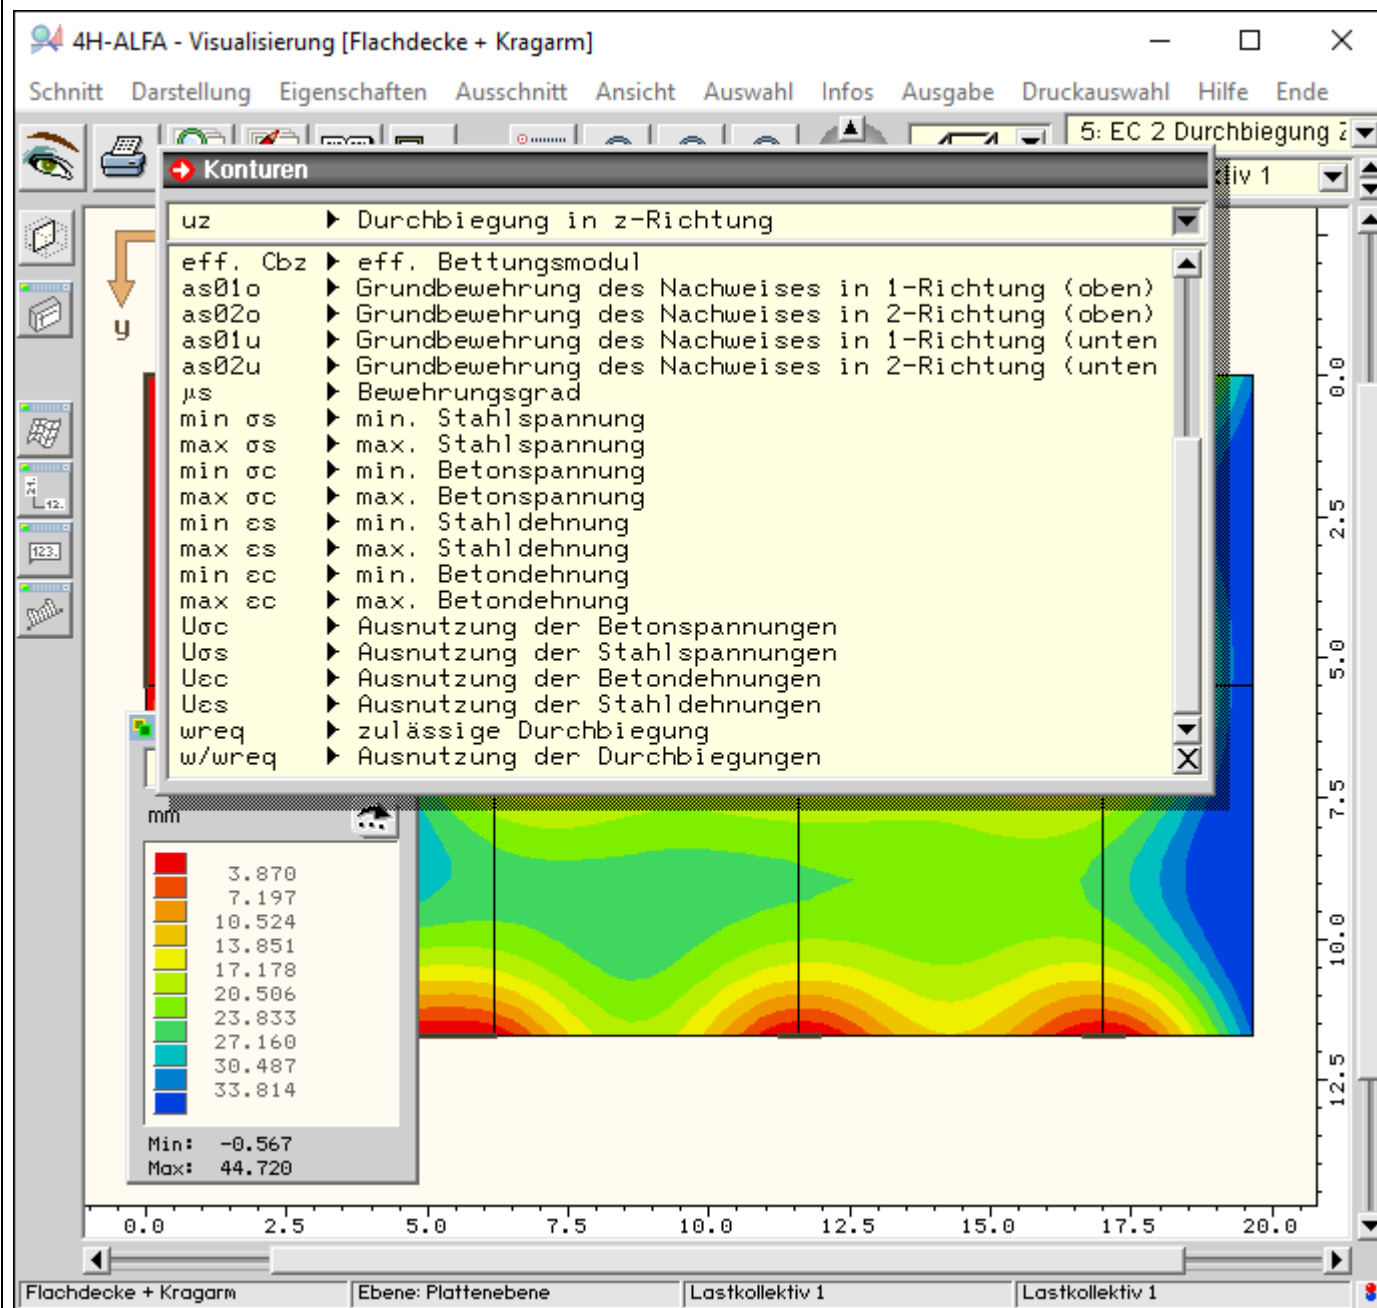 4H-ALFA - Visualisierung [Flachdecke + Kragarm]
Schnitt Darstellung Eigenschaften Ausschnitt Ansicht Auswahl Infos Ausgabe Druckauswahl Hilfe Ende
5: EC 2 Durchbiegung
Konturen
iv 1
uz Durchbiegung in z-Richtung
eff. Cbz eff. Bettungsmodul
as01o Grundbewehrung des Nachweises in 1-Richtung (oben)
as02o Grundbewehrung des Nachweises in 2-Richtung (oben)
as01u Grundbewehrung des Nachweises in 1-Richtung (unten
as02u Grundbewehrung des Nachweises in 2-Richtung (unten
μs Bewehrungsgrad
min σs min. Stahlspannung
max σs max. Stahlspannung
min σc min. Betonspannung
max σc max. Betonspannung
min εs min. Stahldehnung
max εs max. Stahldehnung
min εc min. Betondehnung
max εc max. Betondehnung
Uσc Ausnutzung der Betonspannungen
Uσs Ausnutzung der Stahlspannungen
Uεc Ausnutzung der Betondehnungen
Uεs Ausnutzung der Stahldehnungen
wreq zulässige Durchbiegung
w/wreq Ausnutzung der Durchbiegungen
y
21.
12.
123.
mm
3.870
7.197
10.524
13.851
17.178
20.506
23.833
27.160
30.487
33.814
Min: -0.567
Max: 44.720
0.0
2.5
5.0
7.5
10.0
12.5
0.0 2.5 5.0 7.5 10.0 12.5 15.0 17.5 20.0
Flachdecke + Kragarm Ebene: Plattenebene Lastkollektiv 1 Lastkollektiv 1